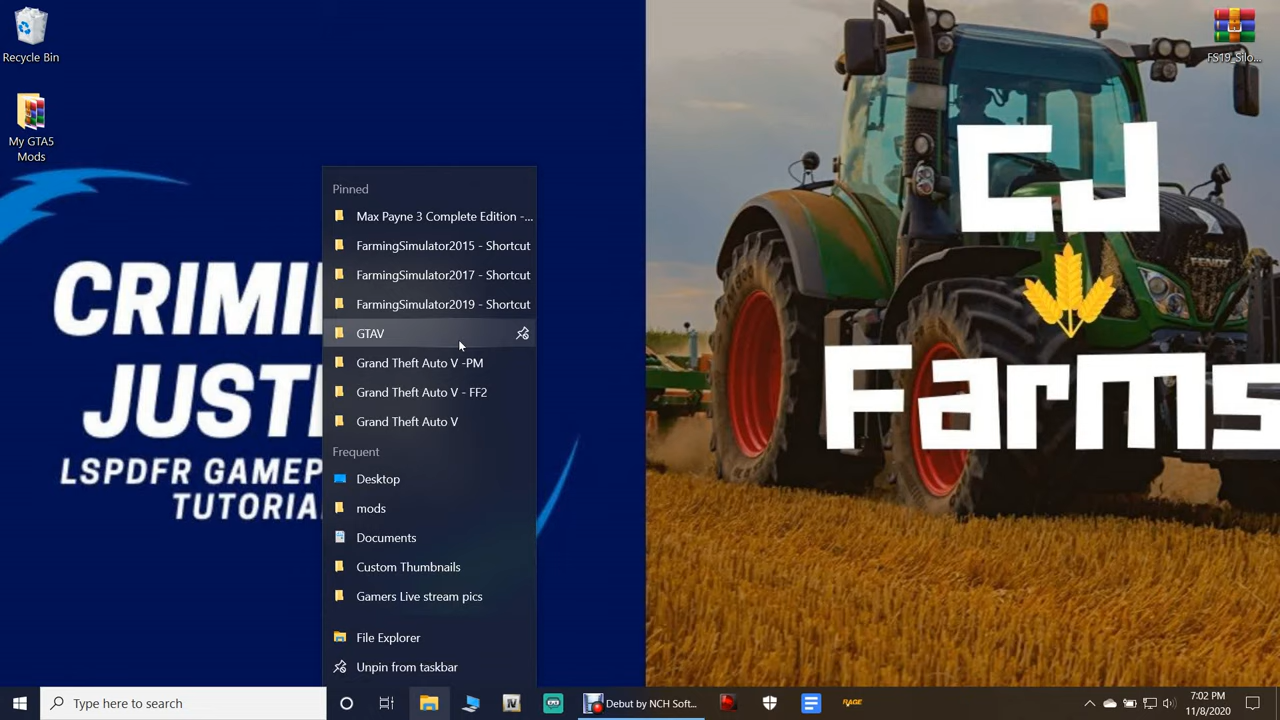 Recycle Bin
My GTA5
Mods
FS19_Silo...
CRIMI
JUST
LSPDFR GAMEP
TUTORIA
CJ
Farms
FENDT
Pinned
Max Payne 3 Complete Edition -...
FarmingSimulator2015 - Shortcut
FarmingSimulator2017 - Shortcut
FarmingSimulator2019 - Shortcut
GTAV
Grand Theft Auto V -PM
Grand Theft Auto V - FF2
Grand Theft Auto V
Frequent
Desktop
mods
Documents
Custom Thumbnails
Gamers Live stream pics
File Explorer
Unpin from taskbar
Type here to search
IV
Debut by NCH Soft...
RAGE
7:02 PM
11/8/2020